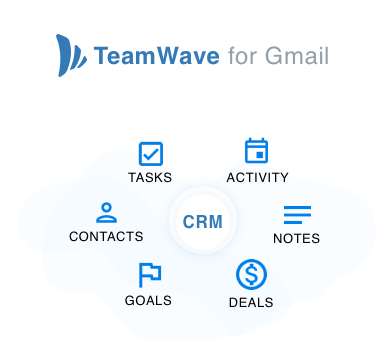 TeamWave for Gmail
TASKS
ACTIVITY
CONTACTS
CRM
NOTES
GOALS
DEALS